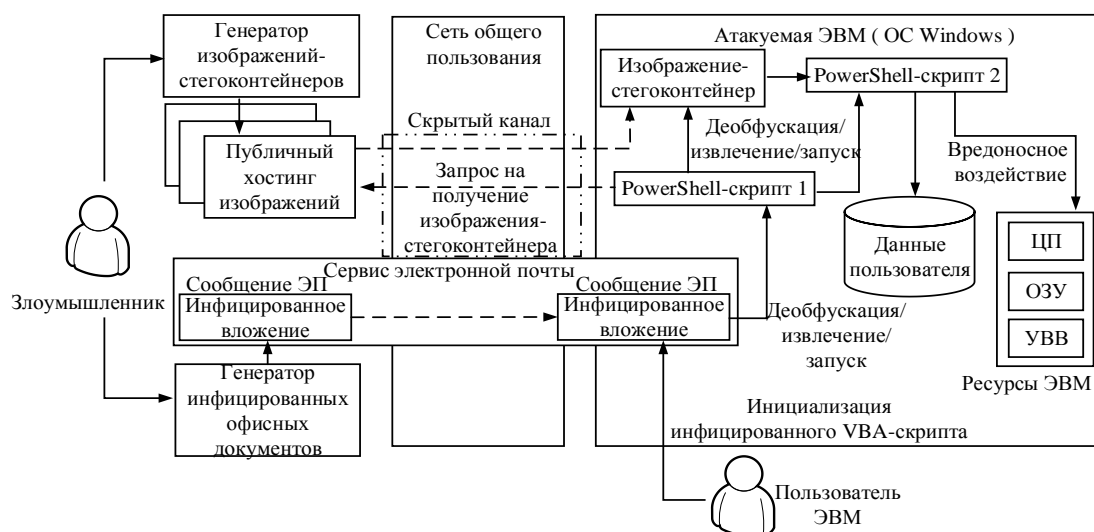 Генератор
изображений-
стегоконтейнеров
Публичный
хостинг
изображений
Злоумышленник
Генератор
инфицированных
офисных
документов
Сеть общего
пользования
Скрытый канал
Запрос на
получение
изображения-
стегоконтейнера
Сервис электронной почты
Сообщение ЭП
Инфицированное
вложение
Сообщение ЭП
Инфицированное
вложение
Атакуемая ЭВМ ( ОС Windows )
Изображение-
стегоконтейнер
PowerShell-скрипт 2
Деобфускация/
извлечение/запуск
PowerShell-скрипт 1
Вредоносное
воздействие
Данные
пользователя
ЦП
ОЗУ
УВВ
Ресурсы ЭВМ
Деобфускация/
извлечение/
запуск
Инициализация
инфицированного VBA-скрипта
Пользователь
ЭВМ